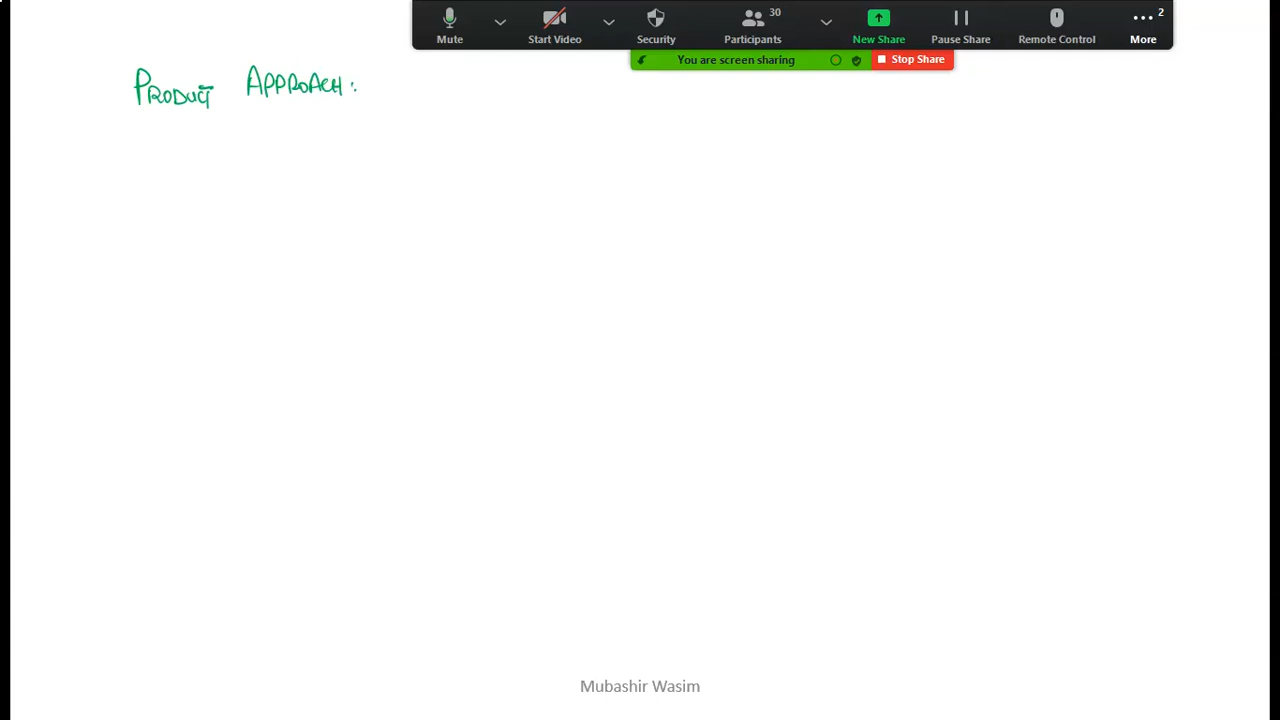 30
2
Mute
Start Video
Security
Participants
New Share
Pause Share
Remote Control
More
You are screen sharing
Stop Share
PRODUCT APPROACH:
Mubashir Wasim